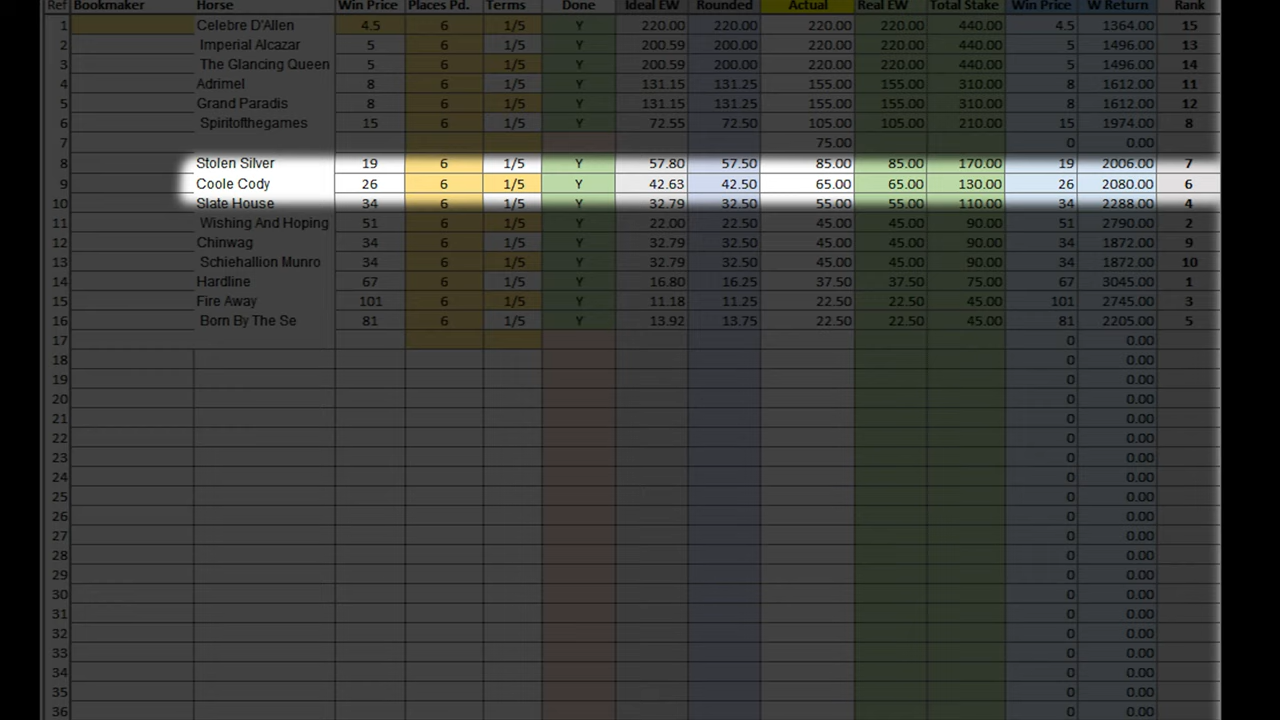 Ref Bookmaker Horse Win Price Places Pd. Terms Done Ideal EW Rounded Actual Real EW Total Stake Win Price W Return Rank
1 Celebre D'Allen 4.5 6 1/5 Y 220.00 220.00 220.00 220.00 440.00 4.5 1364.00 15
2 Imperial Alcazar 5 6 1/5 Y 200.59 200.00 220.00 220.00 440.00 5 1496.00 13
3 The Glancing Queen 5 6 1/5 Y 200.59 200.00 220.00 220.00 440.00 5 1496.00 14
4 Adrimel 8 6 1/5 Y 131.15 131.25 155.00 155.00 310.00 8 1612.00 11
5 Grand Paradis 8 6 1/5 Y 131.15 131.25 155.00 155.00 310.00 8 1612.00 12
6 Spiritofthegames 15 6 1/5 Y 72.55 72.50 105.00 105.00 210.00 15 1974.00 8
7 75.00 0 0.00
8 Stolen Silver 19 6 1/5 Y 57.80 57.50 85.00 85.00 170.00 19 2006.00 7
9 Coole Cody 26 6 1/5 Y 42.63 42.50 65.00 65.00 130.00 26 2080.00 6
10 Slate House 34 6 1/5 Y 32.79 32.50 55.00 55.00 110.00 34 2288.00 4
11 Wishing And Hoping 51 6 1/5 Y 22.00 22.50 45.00 45.00 90.00 51 2790.00 2
12 Chinwag 34 6 1/5 Y 32.79 32.50 45.00 45.00 90.00 34 1872.00 9
13 Schiehallion Munro 34 6 1/5 Y 32.79 32.50 45.00 45.00 90.00 34 1872.00 10
14 Hardline 67 6 1/5 Y 16.80 16.25 37.50 37.50 75.00 67 3045.00 1
15 Fire Away 101 6 1/5 Y 11.18 11.25 22.50 22.50 45.00 101 2745.00 3
16 Born By The Se 81 6 1/5 Y 13.92 13.75 22.50 22.50 45.00 81 2205.00 5
17 0 0.00
18 0 0.00
19 0 0.00
20 0 0.00
21 0 0.00
22 0 0.00
23 0 0.00
24 0 0.00
25 0 0.00
26 0 0.00
27 0 0.00
28 0 0.00
29 0 0.00
30 0 0.00
31 0 0.00
32 0 0.00
33 0 0.00
34 0 0.00
35 0 0.00
36 0 0.00